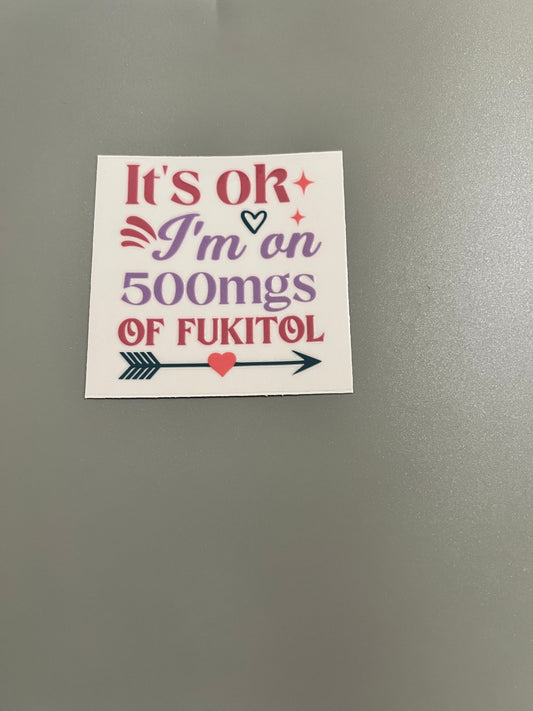 It's ok
I'm on
500mgs
OF FUKITOL